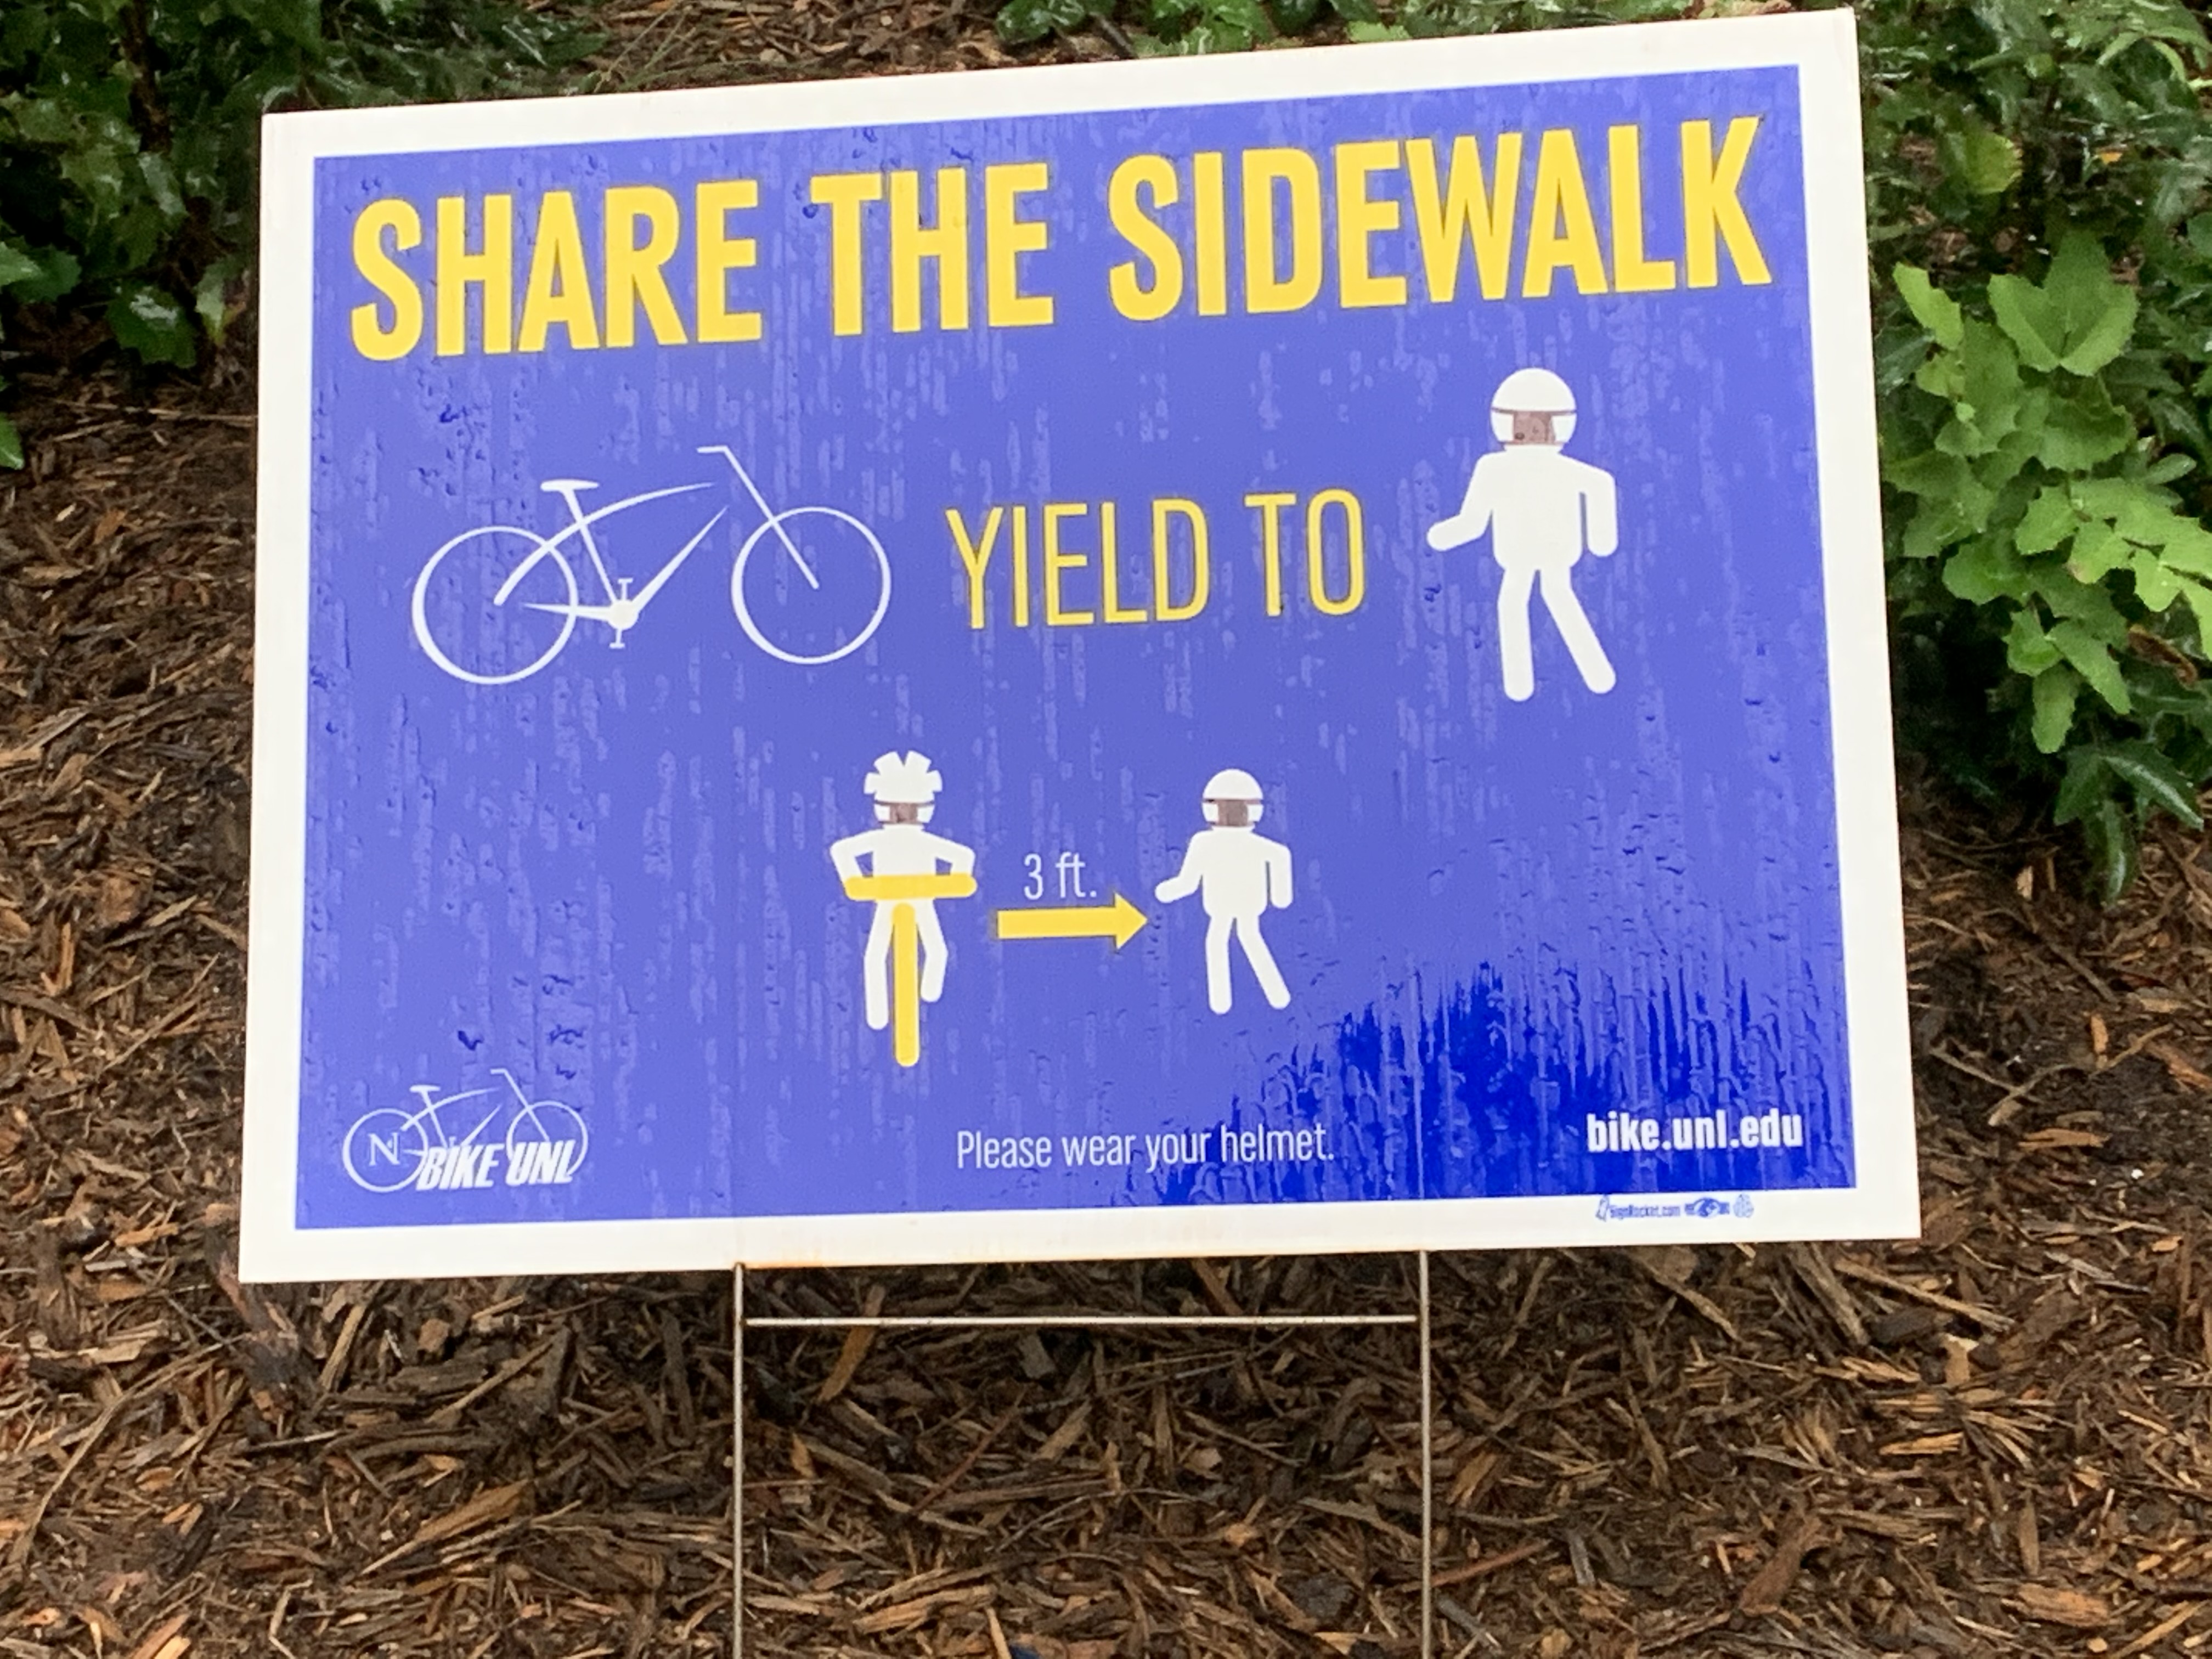 SHARE THE SIDEWALK
YIELD TO
3 ft.
N BIKE UNL
Please wear your helmet.
bike.unl.edu
SignRocket.com